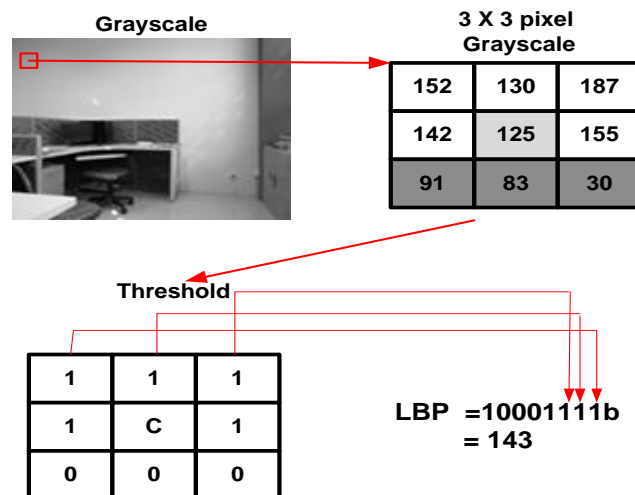 Grayscale
3 X 3 pixel
Grayscale
152 130 187
142 125 155
91 83 30
Threshold
1 1 1
1 C 1
0 0 0
LBP =10001111b
= 143